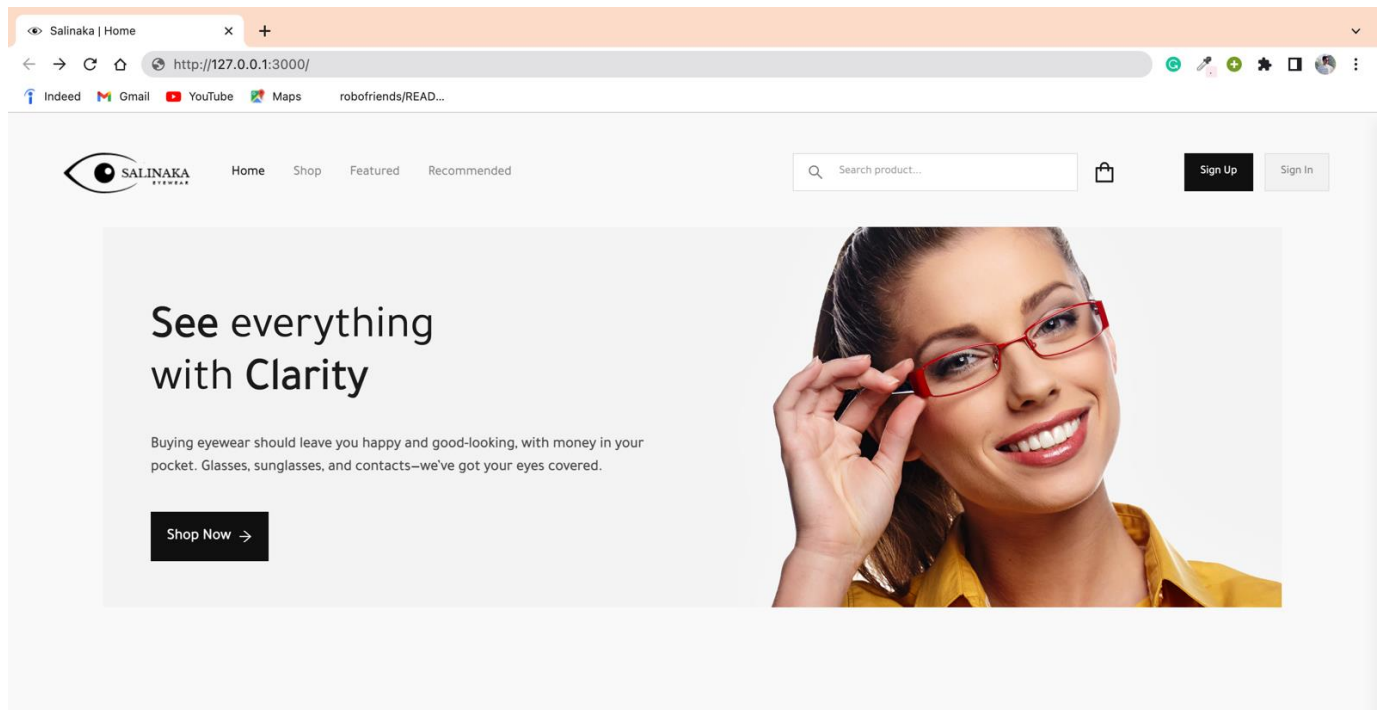 Salinaka | Home
http://127.0.0.1:3000/
Indeed Gmail YouTube Maps robofriends/READ...
SALINAKA
EYEWEAR
Home Shop Featured Recommended Search product... Sign Up Sign In
See everything
with Clarity
Buying eyewear should leave you happy and good-looking, with money in your
pocket. Glasses, sunglasses, and contacts—we've got your eyes covered.
Shop Now →